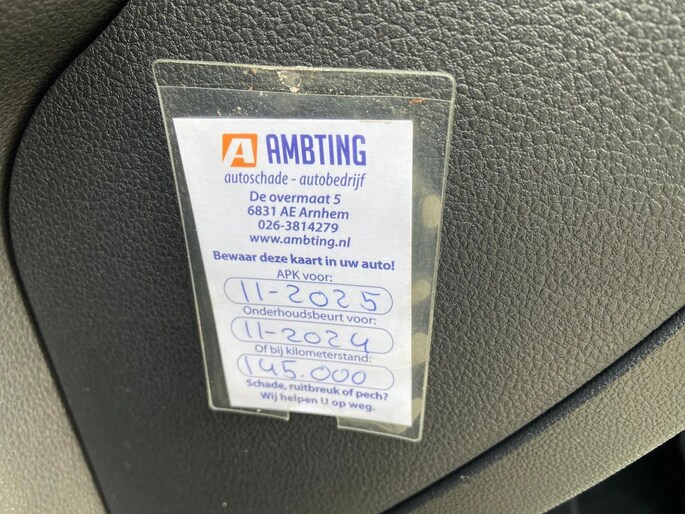 A AMBTING
autoschade - autobedrijf
De overmaat 5
6831 AE Arnhem
026-3814279
www.ambting.nl
Bewaar deze kaart in uw auto!
APK voor:
11-2025
Onderhoudsbeurt voor:
11-2024
Of bij kilometerstand:
145.000
Schade, ruitbreuk of pech?
Wij helpen U op weg.